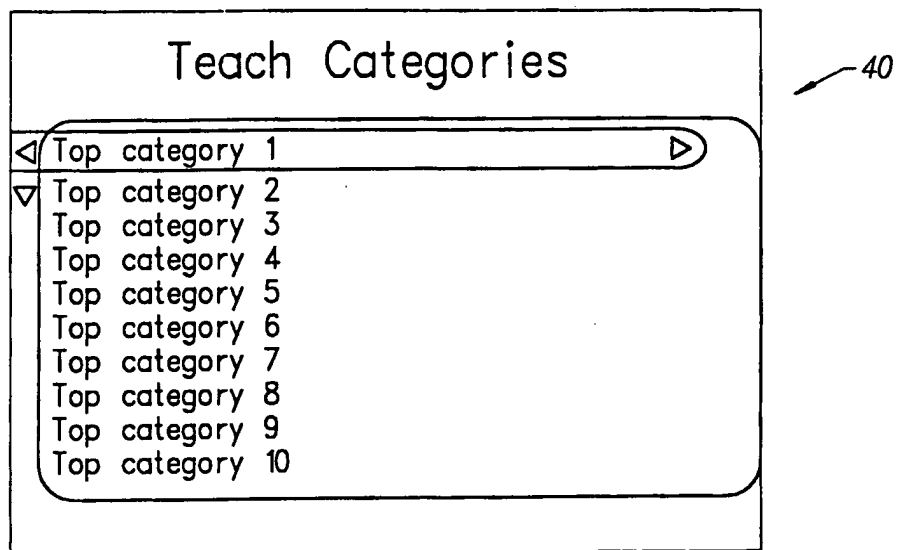 Teach Categories
40
Top category 1
Top category 2
Top category 3
Top category 4
Top category 5
Top category 6
Top category 7
Top category 8
Top category 9
Top category 10